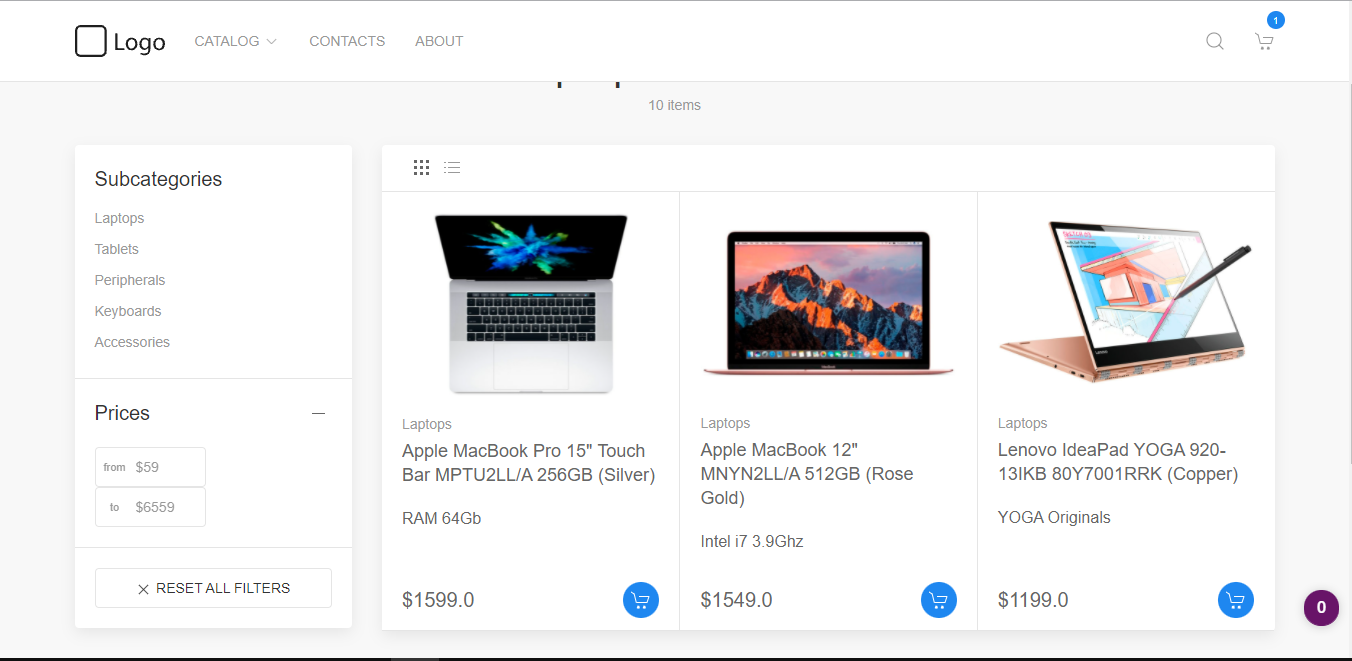 1
Logo
CATALOG
CONTACTS
ABOUT
10 items
Subcategories
Laptops
Tablets
Peripherals
Keyboards
Accessories
Prices
from $59
to $6559
RESET ALL FILTERS
Laptops
Apple MacBook Pro 15" Touch
Bar MPTU2LL/A 256GB (Silver)
RAM 64Gb
$1599.0
Laptops
Apple MacBook 12"
MNYN2LL/A 512GB (Rose
Gold)
Intel i7 3.9Ghz
$1549.0
Laptops
Lenovo IdeaPad YOGA 920-
13IKB 80Y7001RRK (Copper)
YOGA Originals
$1199.0
0